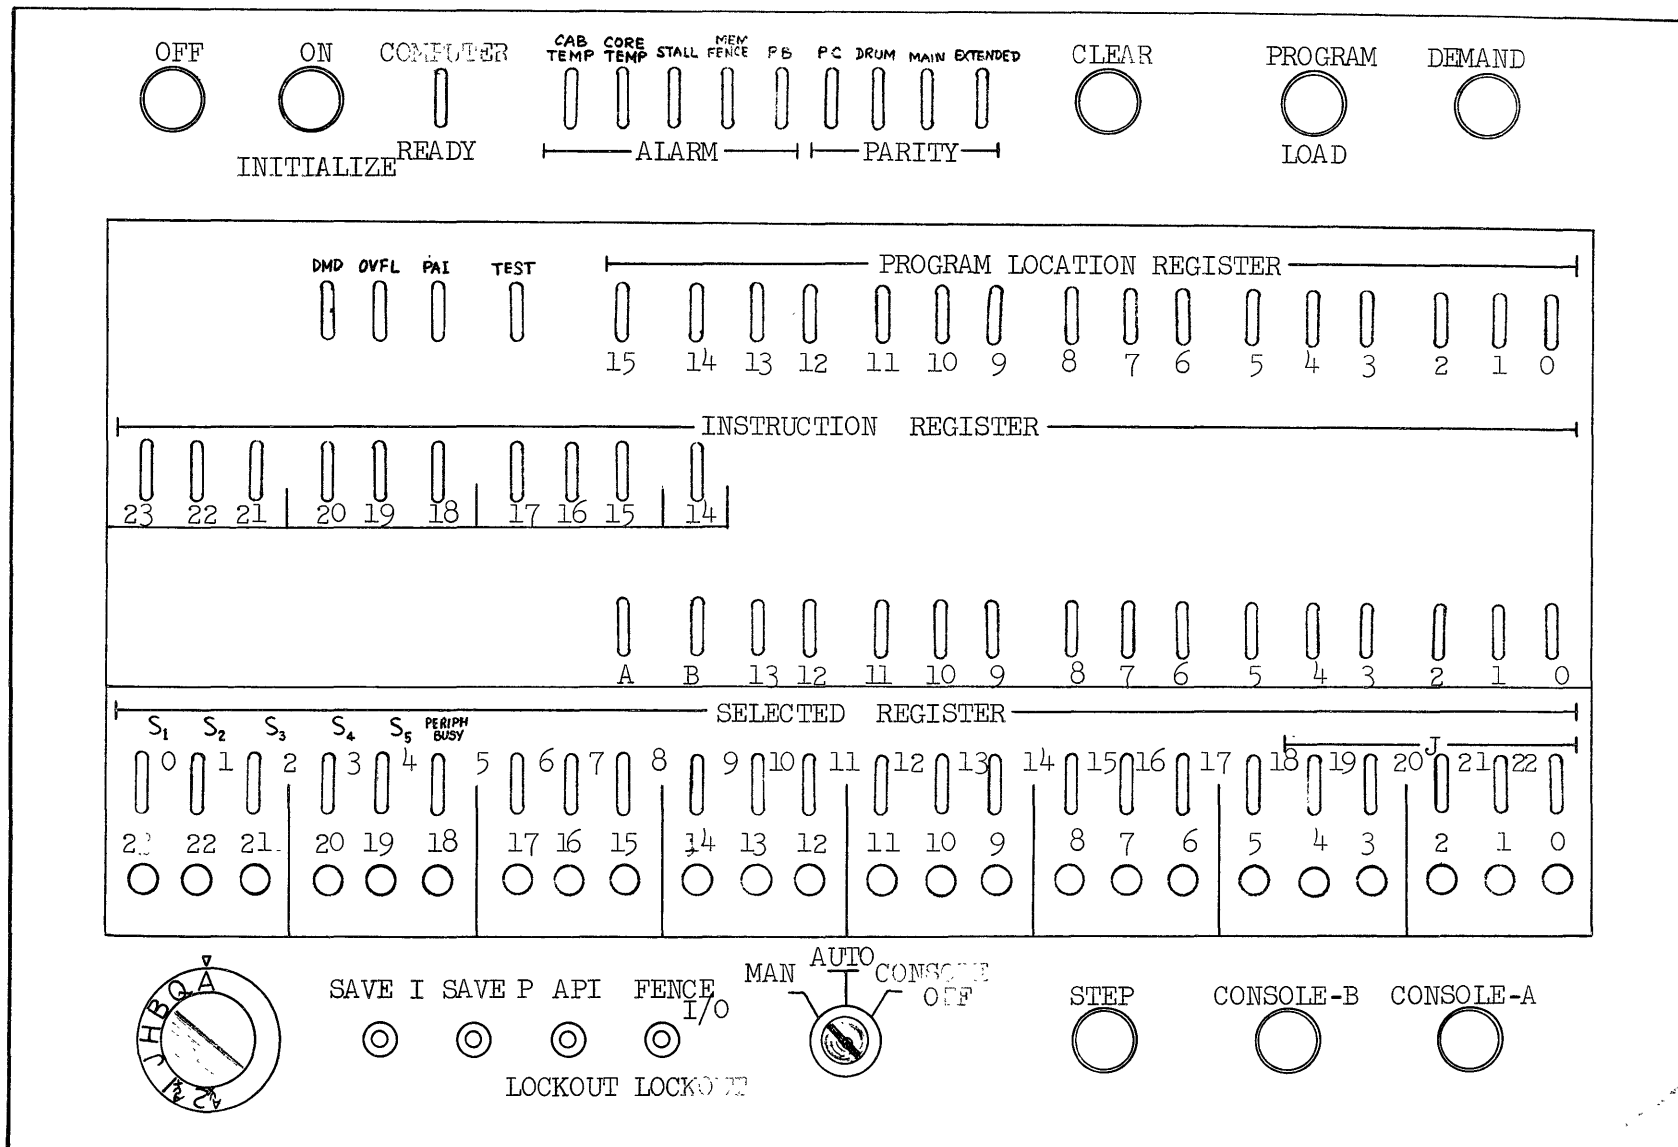 OFF ON COMPUTER CAB TEMP CORE TEMP STALL MEM FENCE PB PC DRUM MAIN EXTENDED CLEAR PROGRAM DEMAND
INITIALIZE READY ALARM PARITY LOAD
DMD OVFL PAI TEST PROGRAM LOCATION REGISTER
15 14 13 12 11 10 9 8 7 6 5 4 3 2 1 0
INSTRUCTION REGISTER
23 22 21 20 19 18 17 16 15 14
A B 13 12 11 10 9 8 7 6 5 4 3 2 1 0
SELECTED REGISTER
S1 S2 S3 S4 S5 PERIPH BUSY
J
0 1 2 3 4 5 6 7 8 9 10 11 12 13 14 15 16 17 18 19 20 21 22
22 21 20 19 18 17 16 15 14 13 12 11 10 9 8 7 6 5 4 3 2 1 0
MAN AUTO CONSOLE OFF
A Q B H J
SAVE I SAVE P API FENCE I/O STEP CONSOLE-B CONSOLE-A
LOCKOUT LOCKOUT